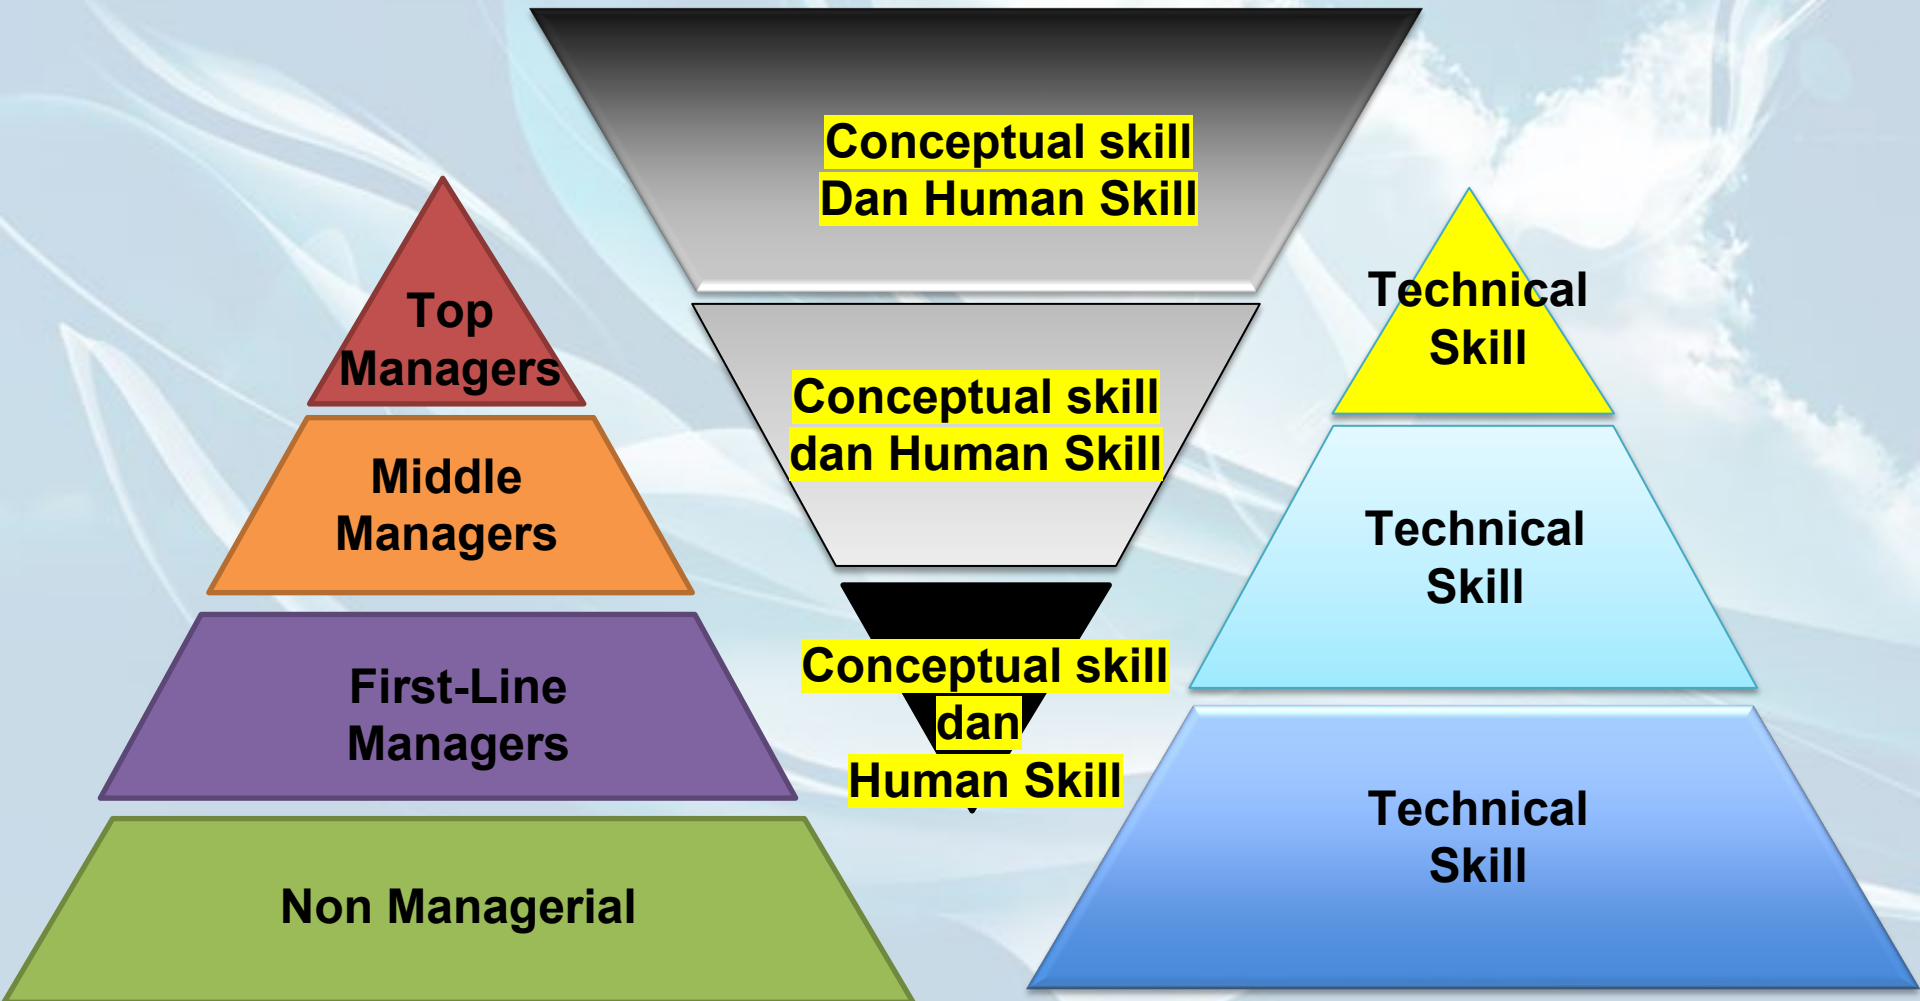 Top
Managers
Middle
Managers
First-Line
Managers
Non Managerial
Conceptual skill
Dan Human Skill
Conceptual skill
dan Human Skill
Conceptual skill
dan
Human Skill
Technical
Skill
Technical
Skill
Technical
Skill